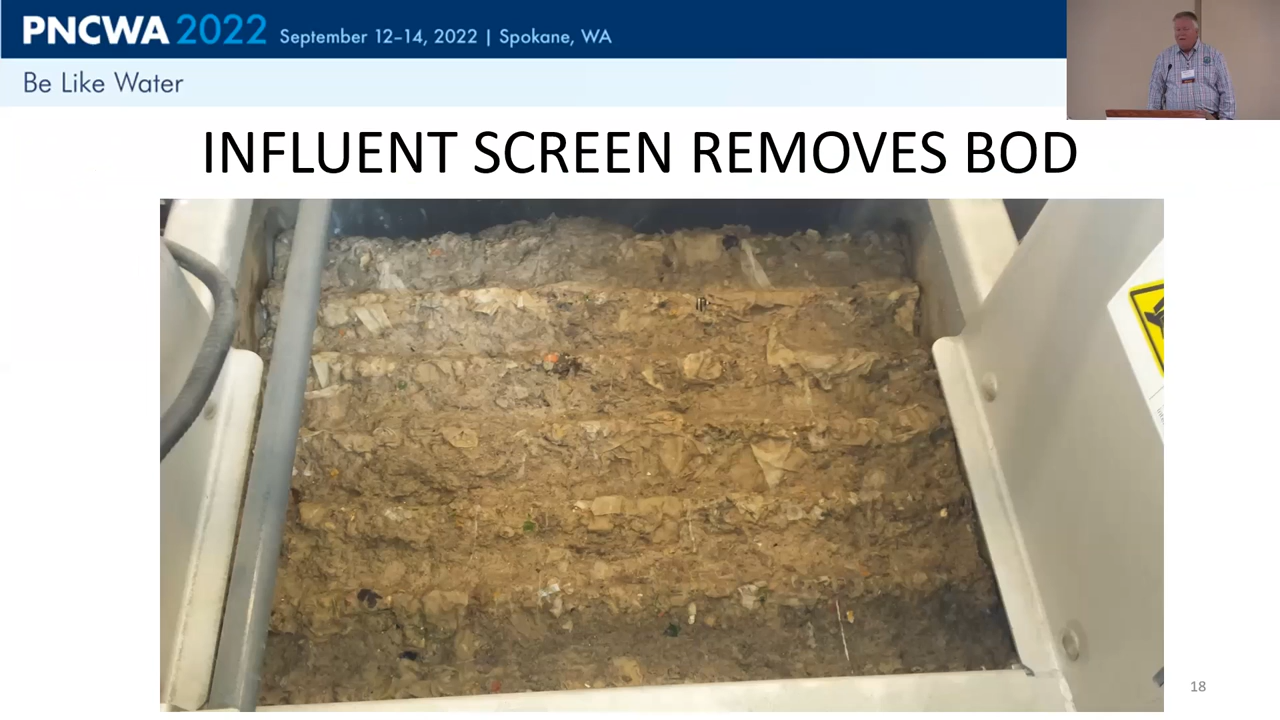 PNCWA 2022 September 12–14, 2022 | Spokane, WA
Be Like Water
INFLUENT SCREEN REMOVES BOD
18